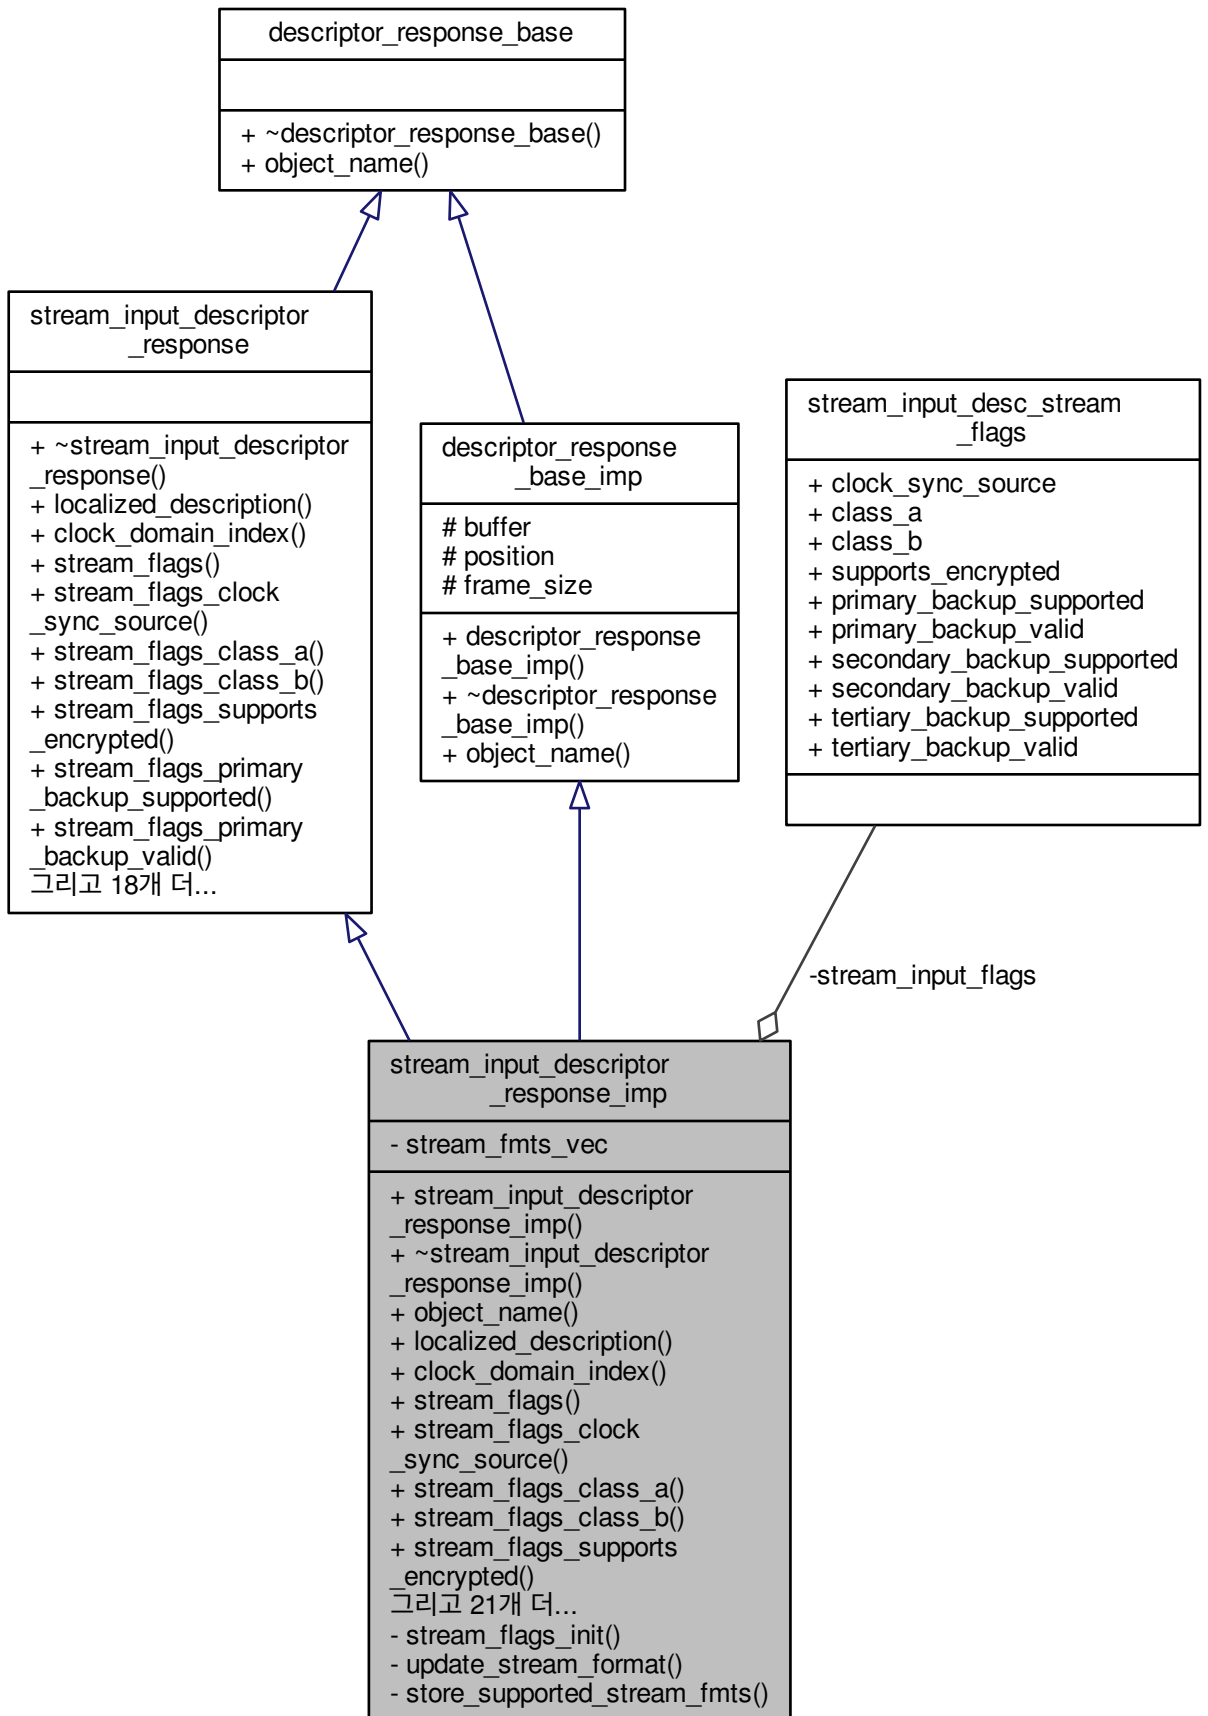 descriptor_response_base
+ ~descriptor_response_base()
+ object_name()
stream_input_descriptor
_response
+ ~stream_input_descriptor
_response()
+ localized_description()
+ clock_domain_index()
+ stream_flags()
+ stream_flags_clock
_sync_source()
+ stream_flags_class_a()
+ stream_flags_class_b()
+ stream_flags_supports
_encrypted()
+ stream_flags_primary
_backup_supported()
+ stream_flags_primary
_backup_valid()
그리고 18개 더...
descriptor_response
_base_imp
# buffer
# position
# frame_size
+ descriptor_response
_base_imp()
+ ~descriptor_response
_base_imp()
+ object_name()
stream_input_desc_stream
_flags
+ clock_sync_source
+ class_a
+ class_b
+ supports_encrypted
+ primary_backup_supported
+ primary_backup_valid
+ secondary_backup_supported
+ secondary_backup_valid
+ tertiary_backup_supported
+ tertiary_backup_valid
-stream_input_flags
stream_input_descriptor
_response_imp
- stream_fmts_vec
+ stream_input_descriptor
_response_imp()
+ ~stream_input_descriptor
_response_imp()
+ object_name()
+ localized_description()
+ clock_domain_index()
+ stream_flags()
+ stream_flags_clock
_sync_source()
+ stream_flags_class_a()
+ stream_flags_class_b()
+ stream_flags_supports
_encrypted()
그리고 21개 더...
- stream_flags_init()
- update_stream_format()
- store_supported_stream_fmts()